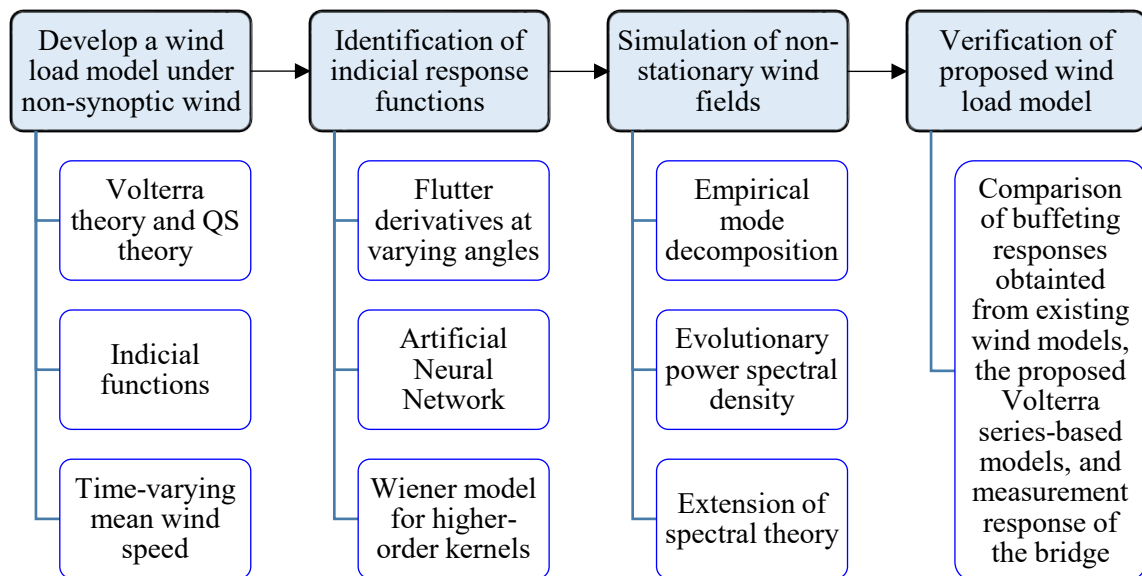 Develop a wind
load model under
non-synoptic wind
Identification of
indicial response
functions
Simulation of non-
stationary wind
fields
Verification of
proposed wind
load model
Volterra
theory and QS
theory
Indicial
functions
Time-varying
mean wind
speed
Flutter
derivatives at
varying angles
Artificial
Neural
Network
Wiener model
for higher-
order kernels
Empirical
mode
decomposition
Evolutionary
power spectral
density
Extension of
spectral theory
Comparison
of buffeting
responses
obtainted
from existing
wind models,
the proposed
Volterra
series-based
models, and
measurement
response of
the bridge